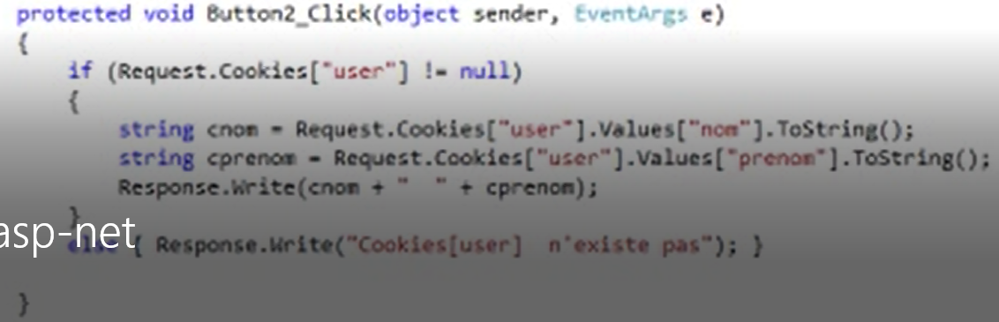 protected void Button2_Click(object sender, EventArgs e)
{
if (Request.Cookies["user"] != null)
{
string cnom = Request.Cookies["user"].Values["nom"].ToString();
string cprenom = Request.Cookies["user"].Values["prenom"].ToString();
Response.Write(cnom + "  " + cprenom);
}
asp-net
else { Response.Write("Cookies[user]  n'existe pas"); }
}